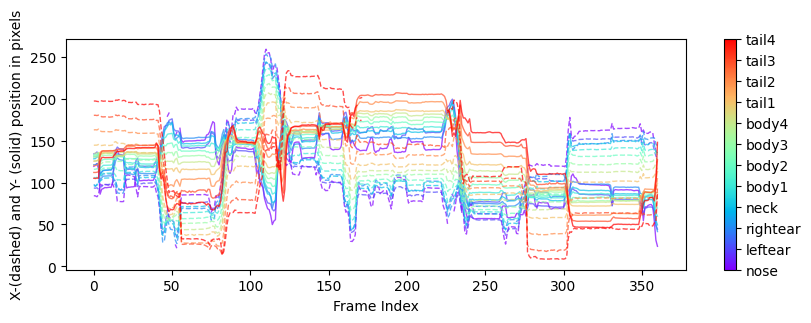 X-(dashed) and Y- (solid) position in pixels
250
200
150
100
50
0
0 50 100 150 200 250 300 350
Frame Index
tail4
tail3
tail2
tail1
body4
body3
body2
body1
neck
rightear
leftear
nose